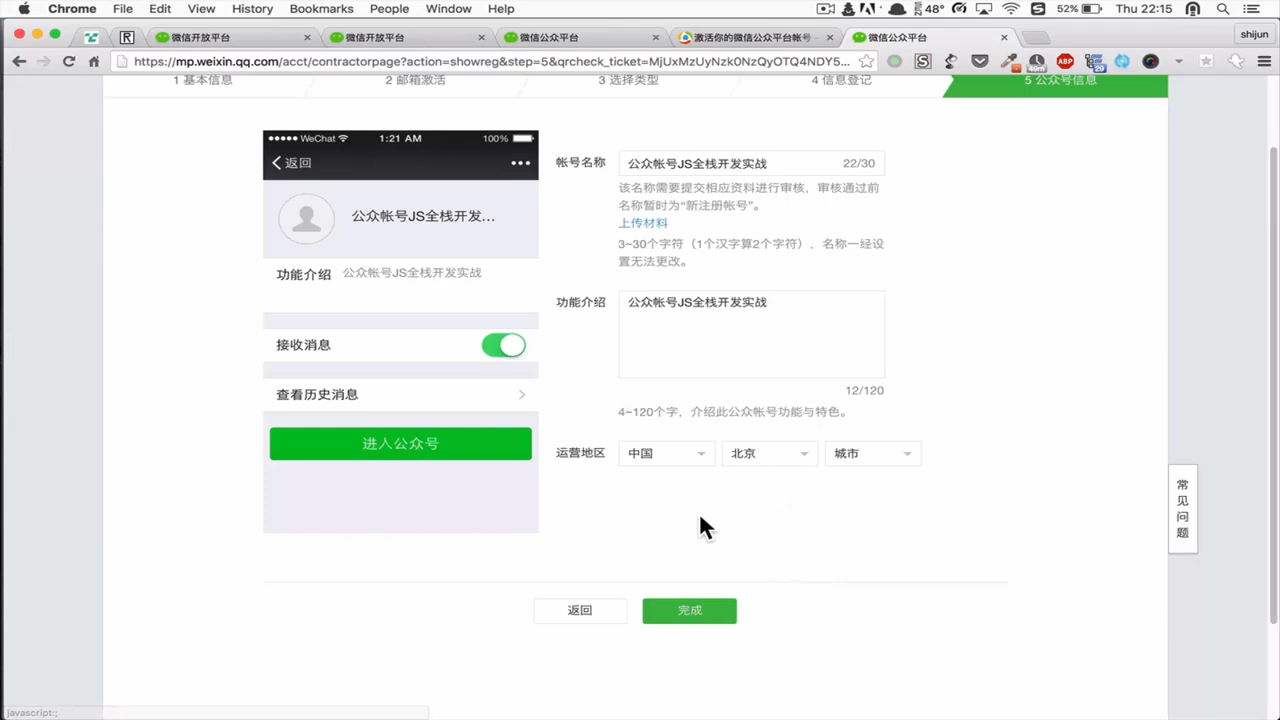 Chrome File Edit View History Bookmarks People Window Help 48° 52% Thu 22:15
微信开放平台 微信开放平台 微信公众平台 激活你的微信公众平台帐号 - 微信公众平台 shijun
https://mp.weixin.qq.com/acct/contractorpage?action=showreg&step=5&qrcheck_ticket=MjUxMzUyNzk0NzQyOTQ4NDY5...
1 基本信息 2 邮箱激活 3 选择类型 4 信息登记 5 公众号信息
WeChat 1:21 AM 100%
返回
公众帐号JS全栈开发...
功能介绍 公众帐号JS全栈开发实战
接收消息
查看历史消息
进入公众号
帐号名称 公众帐号JS全栈开发实战 22/30
该名称需要提交相应资料进行审核，审核通过前
名称暂时为“新注册帐号”。
上传材料
3~30个字符（1个汉字算2个字符），名称一经设
置无法更改。
功能介绍 公众帐号JS全栈开发实战
12/120
4~120个字，介绍此公众帐号功能与特色。
运营地区 中国 北京 城市
常
见
问
题
返回 完成
javascript:;